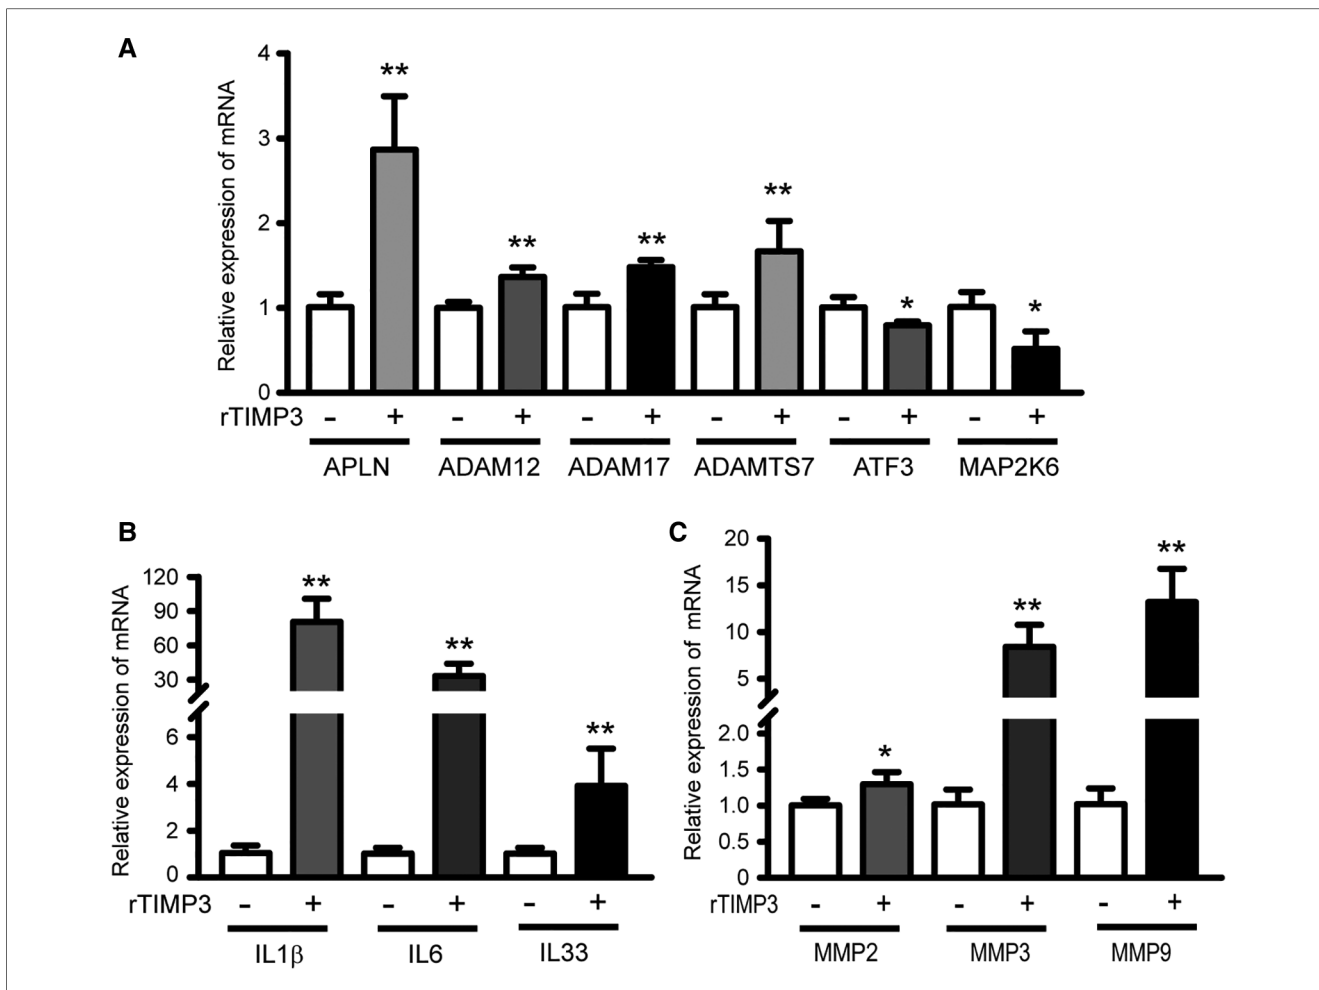 A
Relative expression of mRNA
4
3
2
1
0
** ** ** ** * *
rTIMP3 - + - + - + - + - + - +
APLN ADAM12 ADAM17 ADAMTS7 ATF3 MAP2K6
B
Relative expression of mRNA
120
90
60
30
6
4
2
0
** ** **
rTIMP3 - + - + - +
IL1β IL6 IL33
C
Relative expression of mRNA
20
15
10
5
2.0
1.5
1.0
0.5
0
* ** **
rTIMP3 - + - + - +
MMP2 MMP3 MMP9